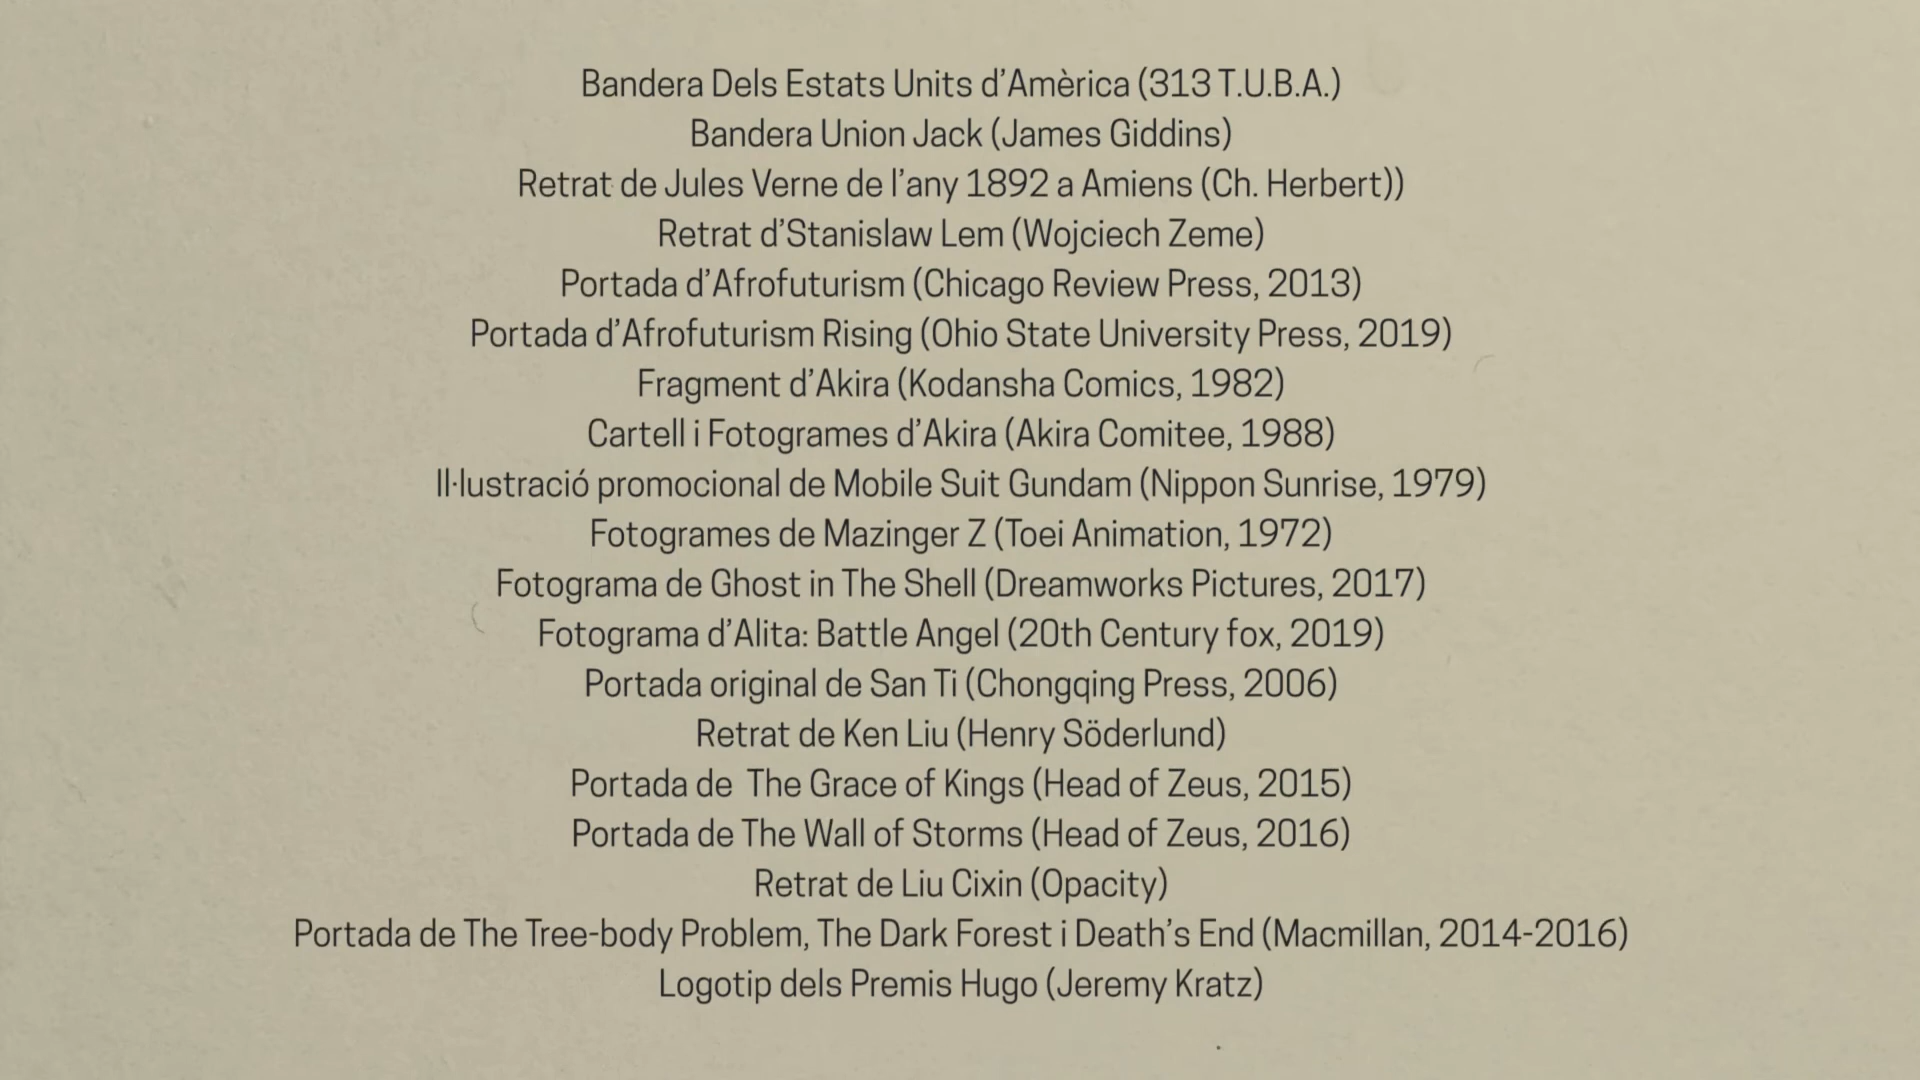 Bandera Dels Estats Units d’Amèrica (313 T.U.B.A.)
Bandera Union Jack (James Giddins)
Retrat de Jules Verne de l’any 1892 a Amiens (Ch. Herbert))
Retrat d’Stanislaw Lem (Wojciech Zeme)
Portada d’Afrofuturism (Chicago Review Press, 2013)
Portada d’Afrofuturism Rising (Ohio State University Press, 2019)
Fragment d’Akira (Kodansha Comics, 1982)
Cartell i Fotogrames d’Akira (Akira Comitee, 1988)
Il·lustració promocional de Mobile Suit Gundam (Nippon Sunrise, 1979)
Fotogrames de Mazinger Z (Toei Animation, 1972)
Fotograma de Ghost in The Shell (Dreamworks Pictures, 2017)
Fotograma d’Alita: Battle Angel (20th Century fox, 2019)
Portada original de San Ti (Chongqing Press, 2006)
Retrat de Ken Liu (Henry Söderlund)
Portada de  The Grace of Kings (Head of Zeus, 2015)
Portada de The Wall of Storms (Head of Zeus, 2016)
Retrat de Liu Cixin (Opacity)
Portada de The Tree-body Problem, The Dark Forest i Death’s End (Macmillan, 2014-2016)
Logotip dels Premis Hugo (Jeremy Kratz)